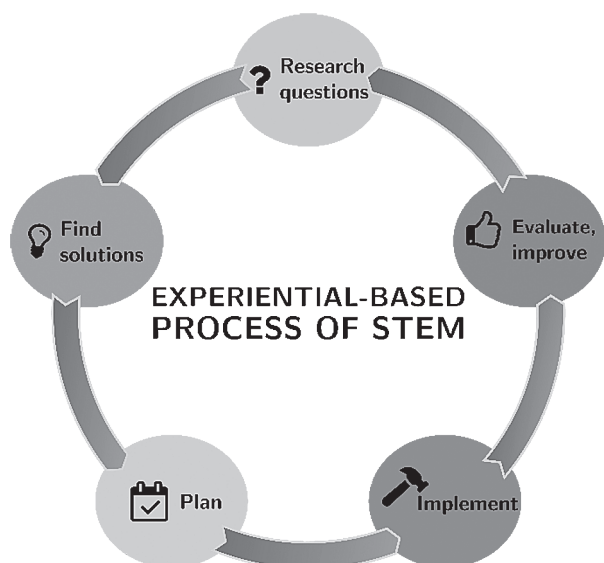 Research
questions
Evaluate,
improve
Find
solutions
EXPERIENTIAL-BASED
PROCESS OF STEM
Plan
Implement